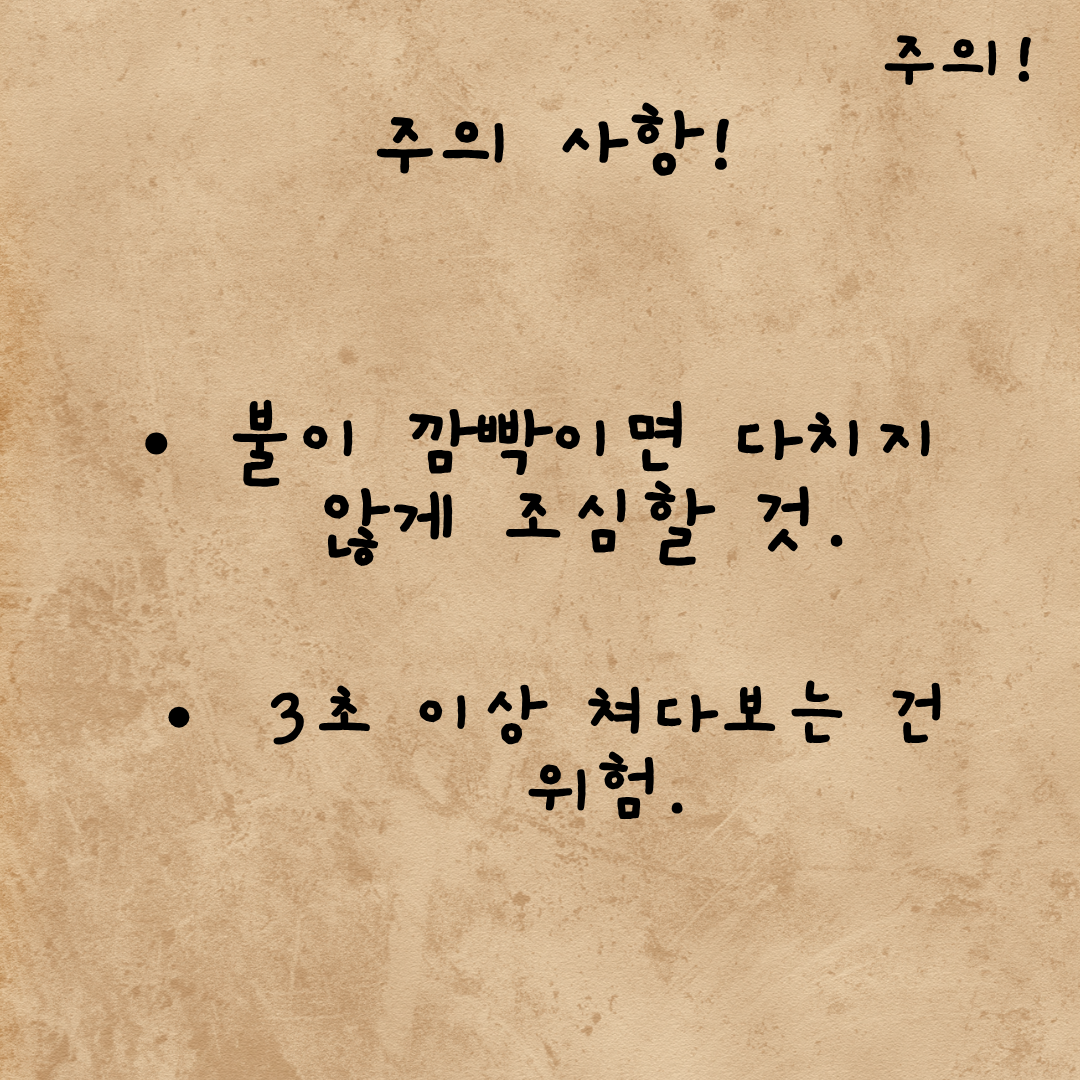 주의!
주의 사항!
• 불이 깜빡이면 다치지
않게 조심할 것.
• 3초 이상 쳐다보는 건
위험.